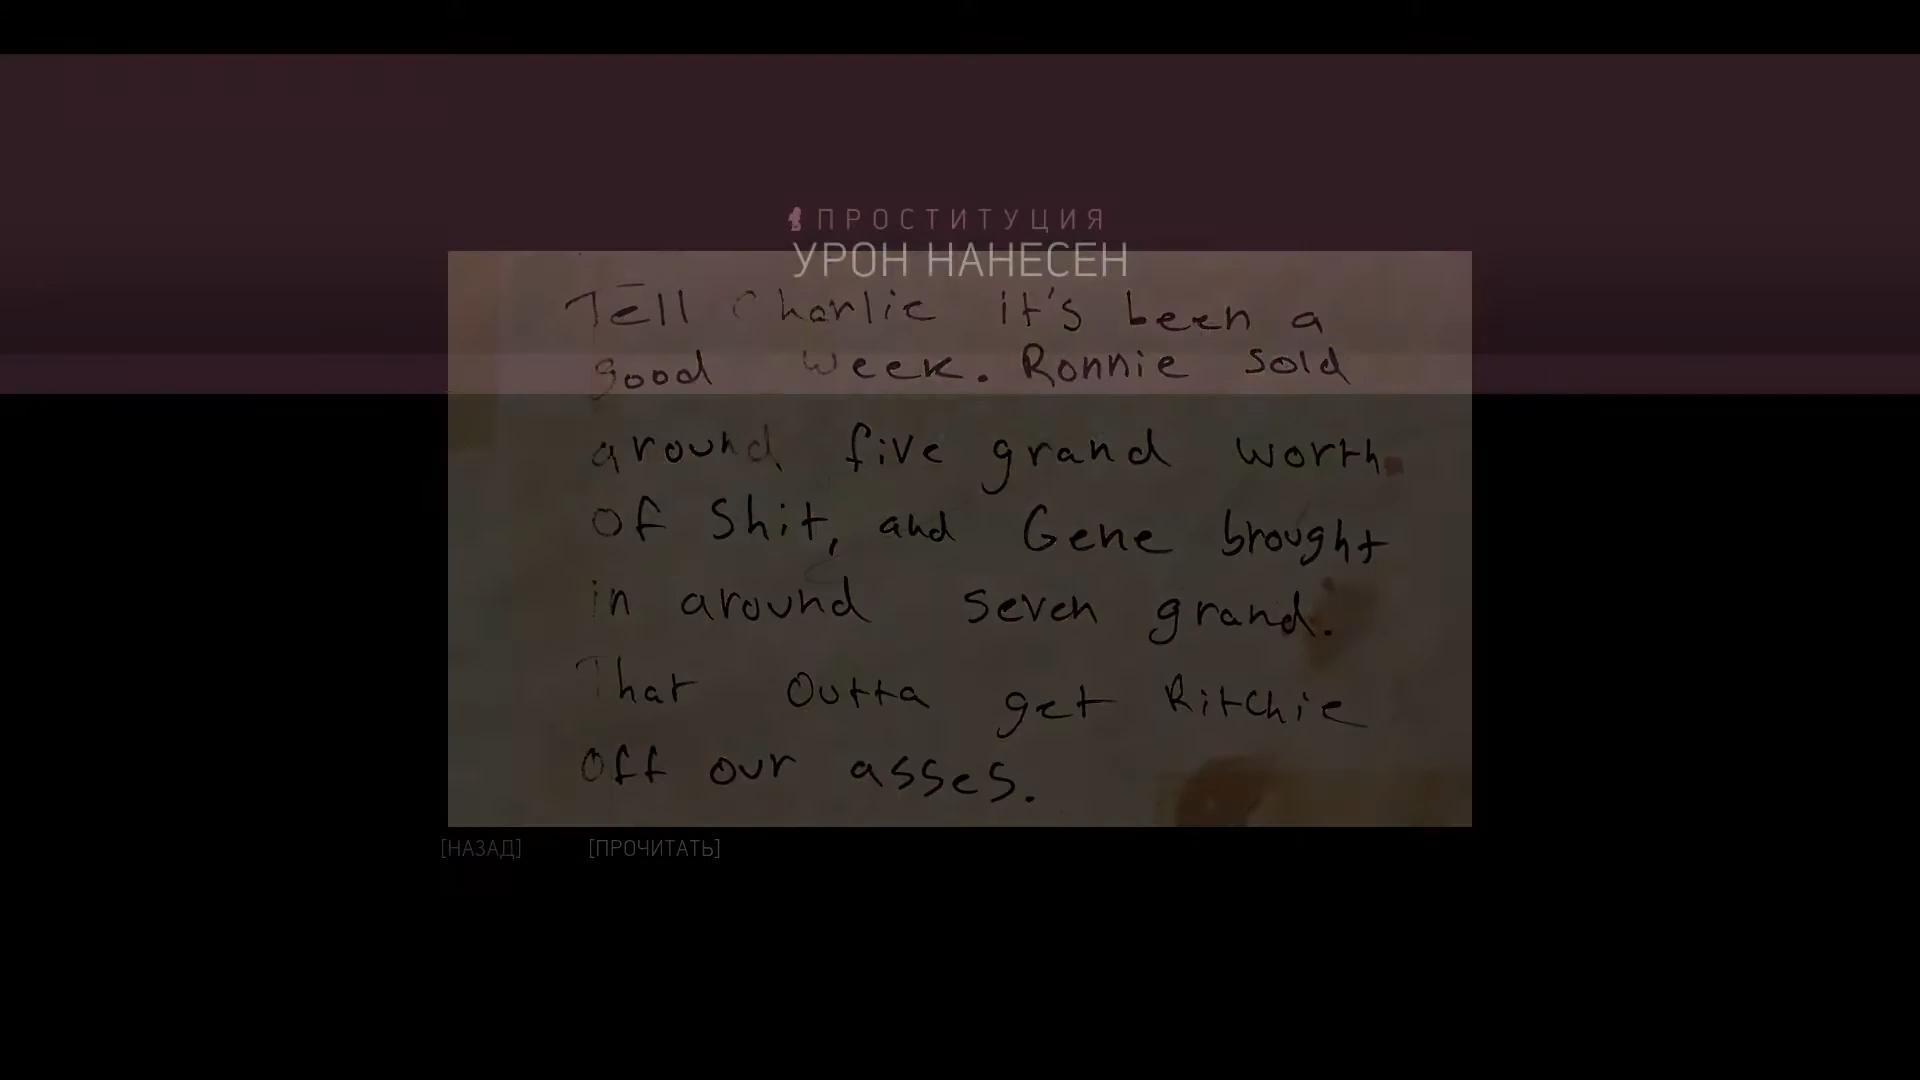 ПРОСТИТУЦИЯ
УРОН НАНЕСЕН
Tell Charlie it's been a
good week. Ronnie sold
around five grand worth
of shit, and Gene brought
in around seven grand.
That outta get Ritchie
off our asses.
[НАЗАД] [ПРОЧИТАТЬ]